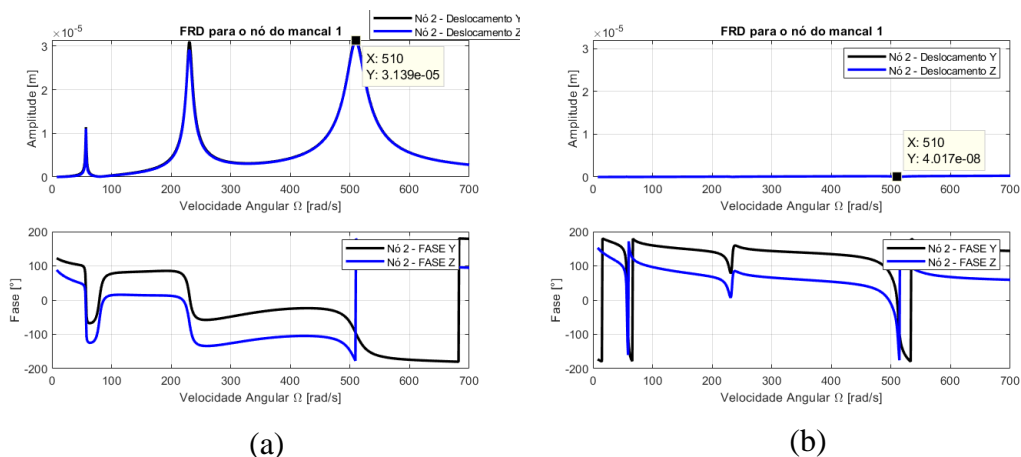 FRD para o nó do mancal 1
Nó 2 - Deslocamento Y
Nó 2 - Deslocamento Z
×10^-5
3
2
1
0
Amplitude [m]
X: 510
Y: 3.139e-05
0 100 200 300 400 500 600 700
Velocidade Angular Ω [rad/s]
200
100
0
-100
-200
Fase [°]
Nó 2 - FASE Y
Nó 2 - FASE Z
0 100 200 300 400 500 600 700
Velocidade Angular Ω [rad/s]
(a)
FRD para o nó do mancal 1
Nó 2 - Deslocamento Y
Nó 2 - Deslocamento Z
×10^-5
3
2
1
0
Amplitude [m]
X: 510
Y: 4.017e-08
0 100 200 300 400 500 600 700
Velocidade Angular Ω [rad/s]
200
100
0
-100
-200
Fase [°]
Nó 2 - FASE Y
Nó 2 - FASE Z
0 100 200 300 400 500 600 700
Velocidade Angular Ω [rad/s]
(b)